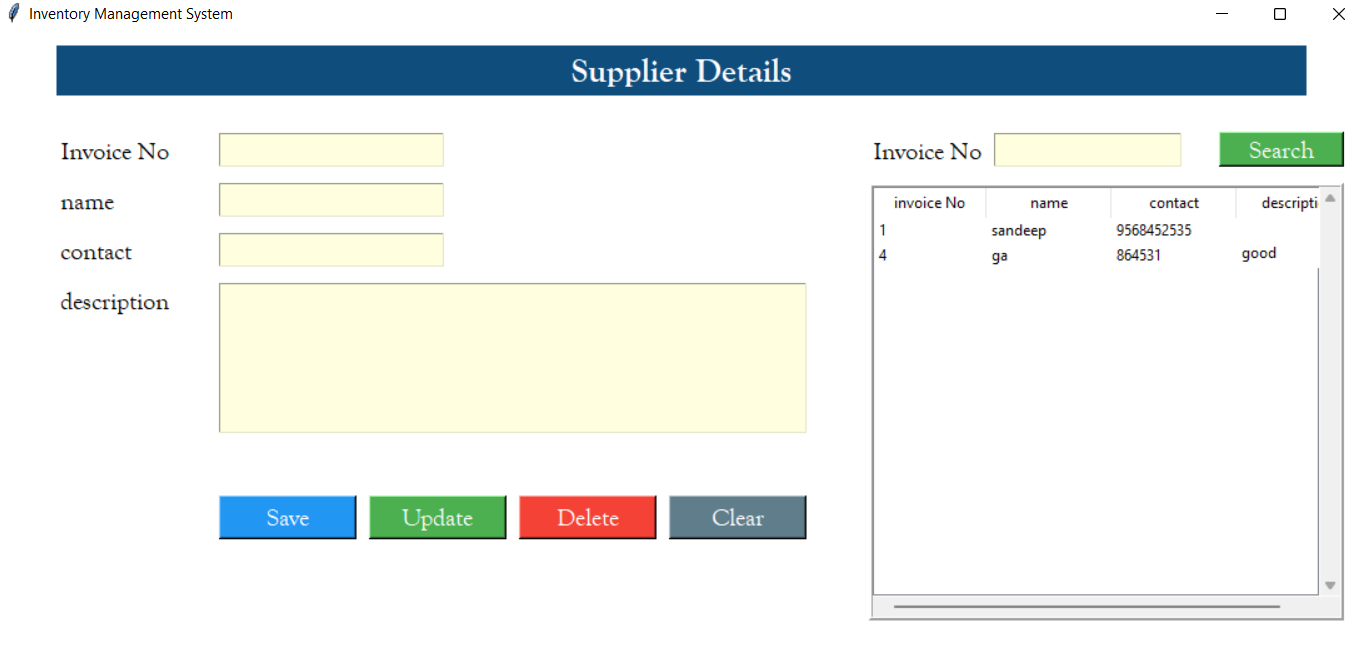 Inventory Management System
Supplier Details
Invoice No
name
contact
description
Save Update Delete Clear
Invoice No Search
invoice No name contact descripti
1 sandeep 9568452535
4 ga 864531 good